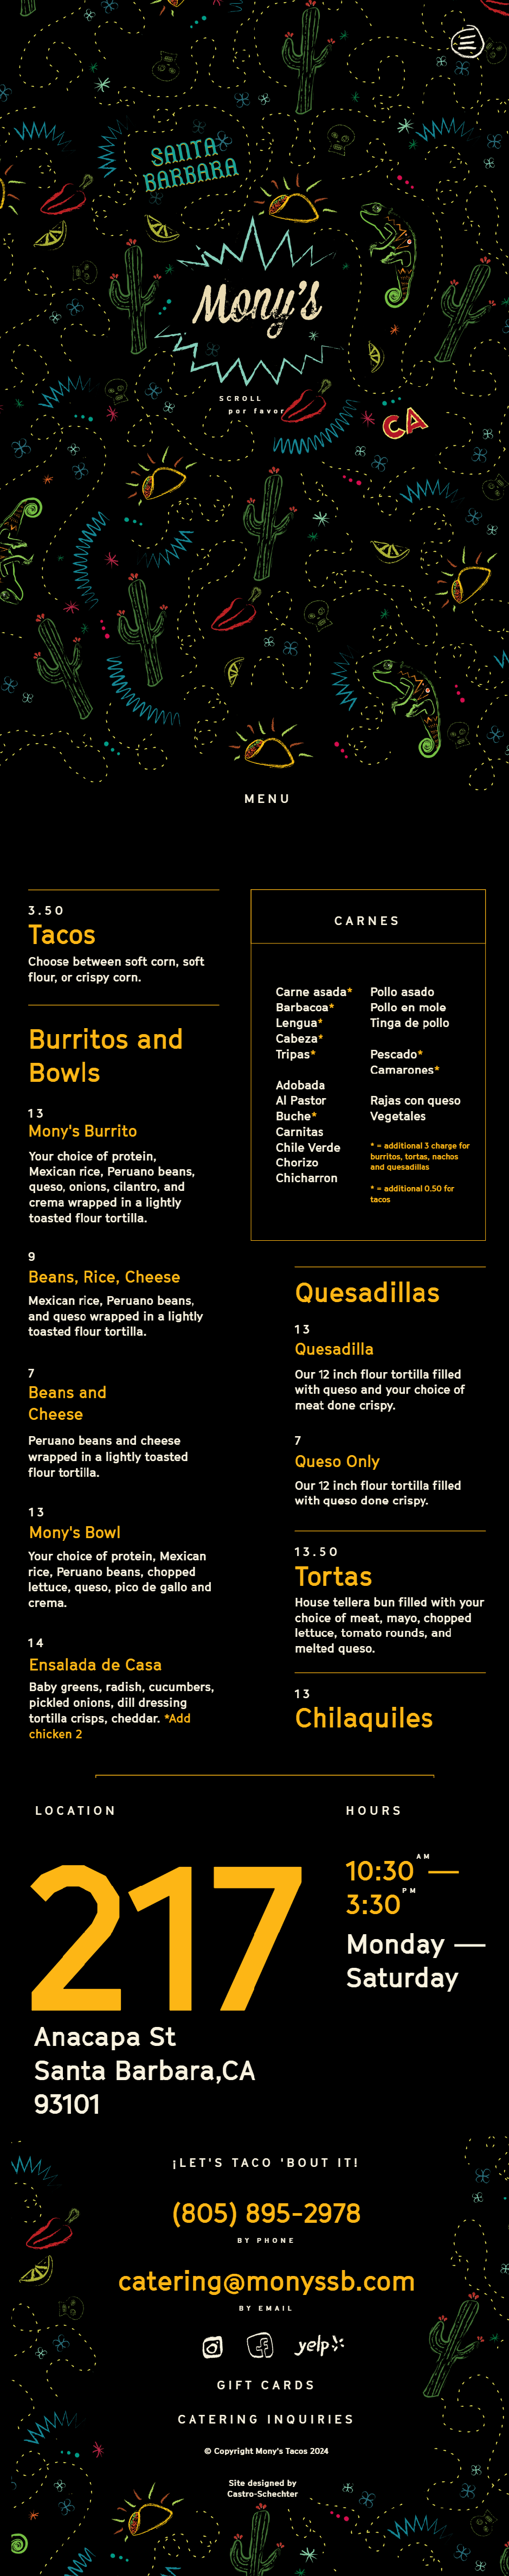 SANTA
BARBARA
Mony's
SCROLL
por favor
CA
MENU
3.50
Tacos
Choose between soft corn, soft
flour, or crispy corn.
Burritos and
Bowls
13
Mony's Burrito
Your choice of protein,
Mexican rice, Peruano beans,
queso, onions, cilantro, and
crema wrapped in a lightly
toasted flour tortilla.
9
Beans, Rice, Cheese
Mexican rice, Peruano beans,
and queso wrapped in a lightly
toasted flour tortilla.
7
Beans and
Cheese
Peruano beans and cheese
wrapped in a lightly toasted
flour tortilla.
13
Mony's Bowl
Your choice of protein, Mexican
rice, Peruano beans, chopped
lettuce, queso, pico de gallo and
crema.
14
Ensalada de Casa
Baby greens, radish, cucumbers,
pickled onions, dill dressing
tortilla crisps, cheddar. *Add
chicken 2
CARNES
Carne asada*
Barbacoa*
Lengua*
Cabeza*
Tripas*
Adobada
Al Pastor
Buche*
Carnitas
Chile Verde
Chorizo
Chicharron
Pollo asado
Pollo en mole
Tinga de pollo
Pescado*
Camarones*
Rajas con queso
Vegetales
* = additional 3 charge for
burritos, tortas, nachos
and quesadillas
* = additional 0.50 for
tacos
Quesadillas
13
Quesadilla
Our 12 inch flour tortilla filled
with queso and your choice of
meat done crispy.
7
Queso Only
Our 12 inch flour tortilla filled
with queso done crispy.
13.50
Tortas
House tellera bun filled with your
choice of meat, mayo, chopped
lettuce, tomato rounds, and
melted queso.
13
Chilaquiles
LOCATION
217
Anacapa St
Santa Barbara,CA
93101
HOURS
10:30 AM —
3:30 PM
Monday —
Saturday
¡LET'S TACO 'BOUT IT!
(805) 895-2978
BY PHONE
catering@monyssb.com
BY EMAIL
yelp
GIFT CARDS
CATERING INQUIRIES
© Copyright Mony's Tacos 2024
Site designed by
Castro-Schechter